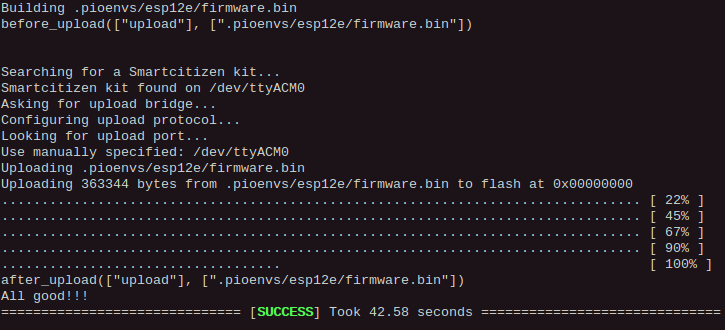 Building .pioenvs/esp12e/firmware.bin
before_upload(["upload"], [".pioenvs/esp12e/firmware.bin"])
Searching for a Smartcitizen kit...
Smartcitizen kit found on /dev/ttyACM0
Asking for upload bridge...
Configuring upload protocol...
Looking for upload port...
Use manually specified: /dev/ttyACM0
Uploading .pioenvs/esp12e/firmware.bin
Uploading 363344 bytes from .pioenvs/esp12e/firmware.bin to flash at 0x00000000
................................................................................ [ 22% ]
................................................................................ [ 45% ]
................................................................................ [ 67% ]
................................................................................ [ 90% ]
...................................                                              [ 100% ]
after_upload(["upload"], [".pioenvs/esp12e/firmware.bin"])
All good!!!
============================== [SUCCESS] Took 42.58 seconds ==============================